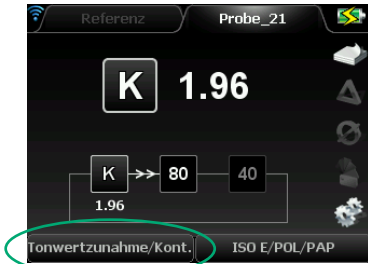 Referenz Probe_21
K 1.96
K >> 80 40
1.96
Tonwertzunahme/Kont. ISO E/POL/PAP